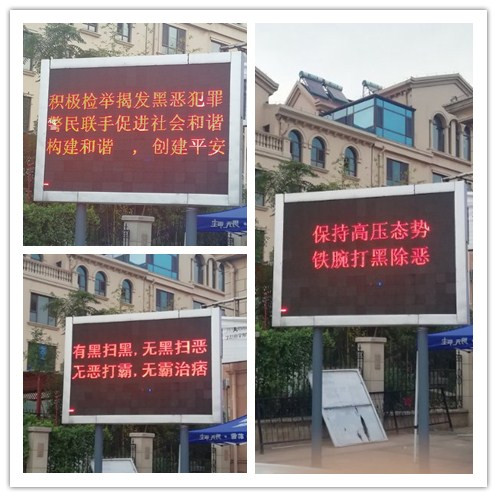 积极检举揭发黑恶犯罪
警民联手促进社会和谐
构建和谐 ，创建平安
保持高压态势
铁腕打黑除恶
有黑扫黑，无黑扫恶
无恶打霸，无霸治痞